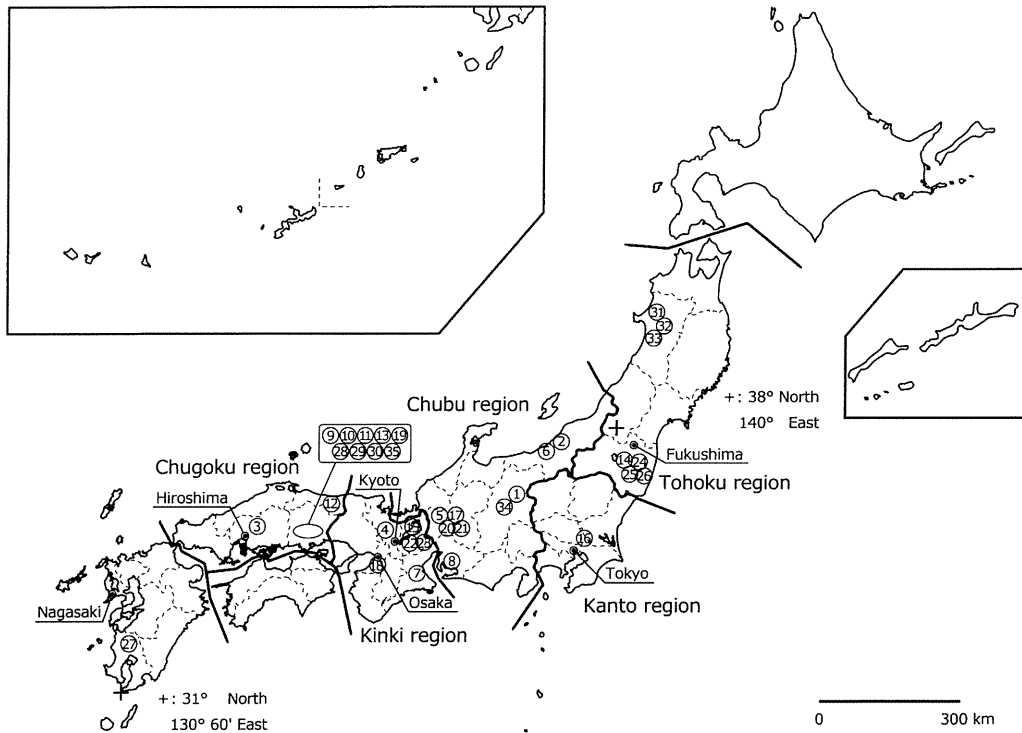 31
32
33
+: 38° North
140° East
Chubu region
2
6
9 10 11 13 19
28 29 30 35
Fukushima
14 24
25 26
Tohoku region
Chugoku region
Kyoto
12
1
34
Hiroshima
3
4
5 17
20 21
22 23
16
8
18
7
Tokyo
Nagasaki
Osaka
Kanto region
Kinki region
27
+: 31° North
130° 60' East
0 300 km